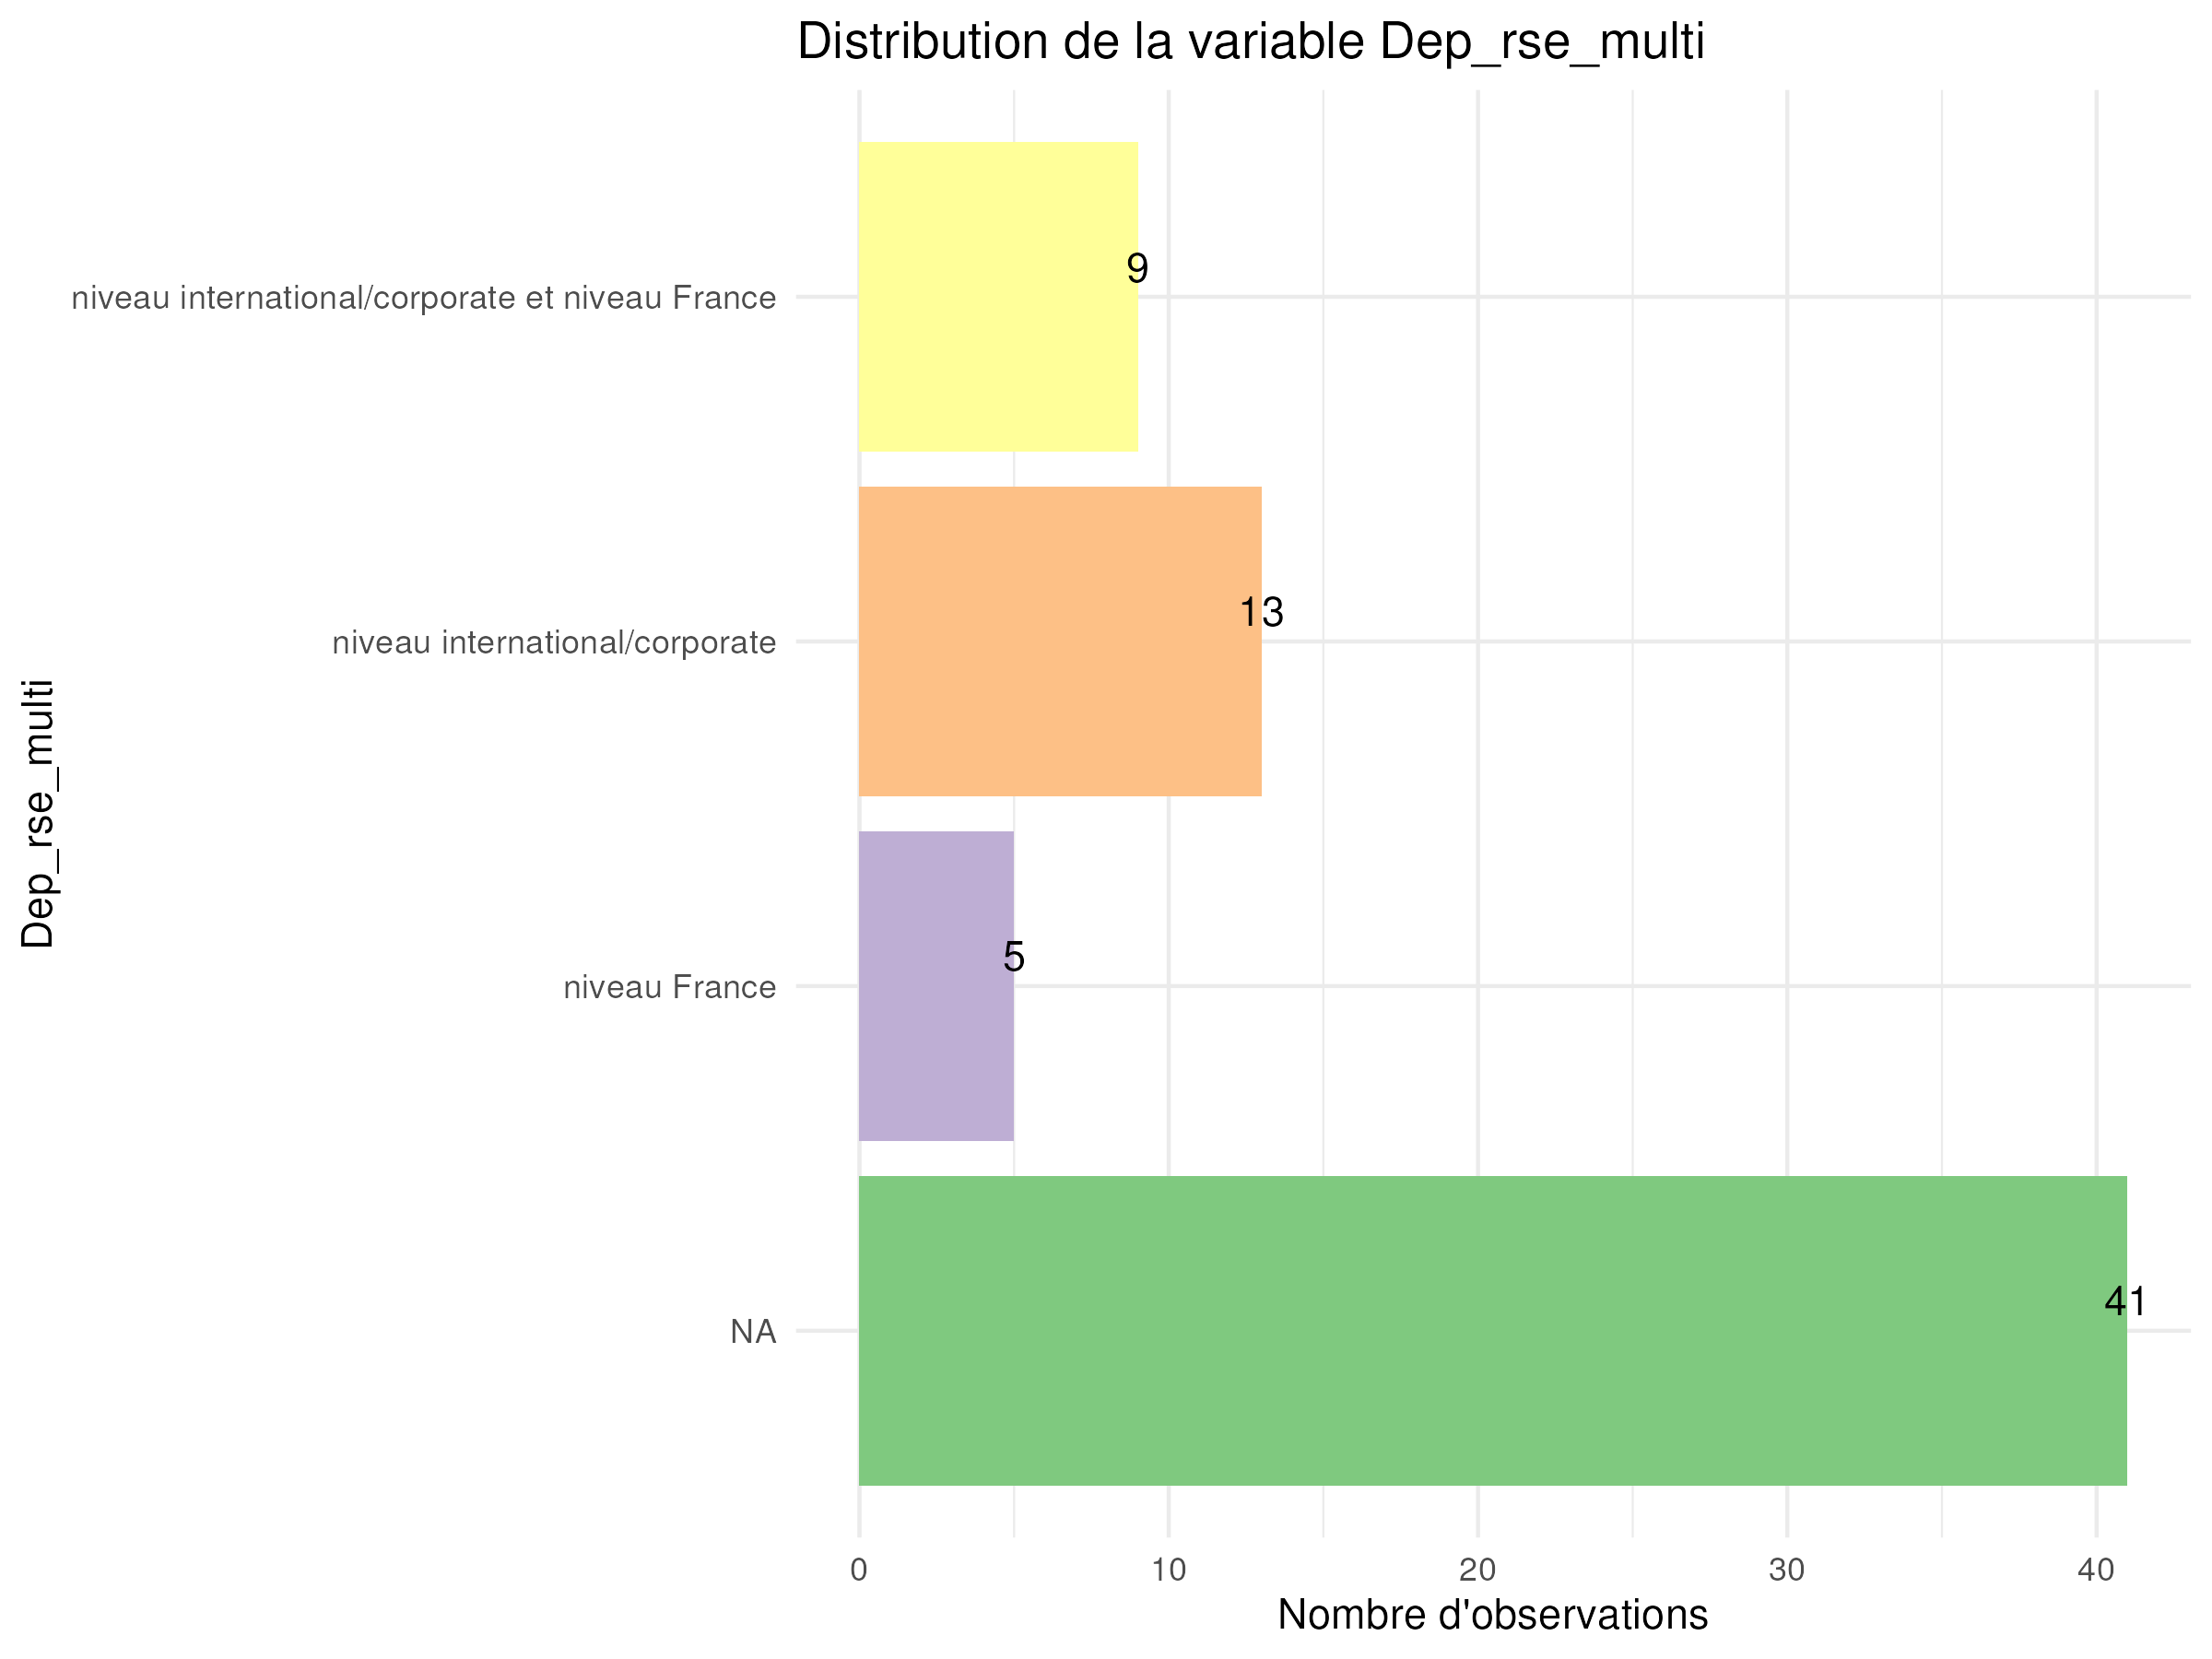 Distribution de la variable Dep_rse_multi
niveau international/corporate et niveau France
9
niveau international/corporate
13
Dep_rse_multi
niveau France
5
NA
41
0 10 20 30 40
Nombre d'observations